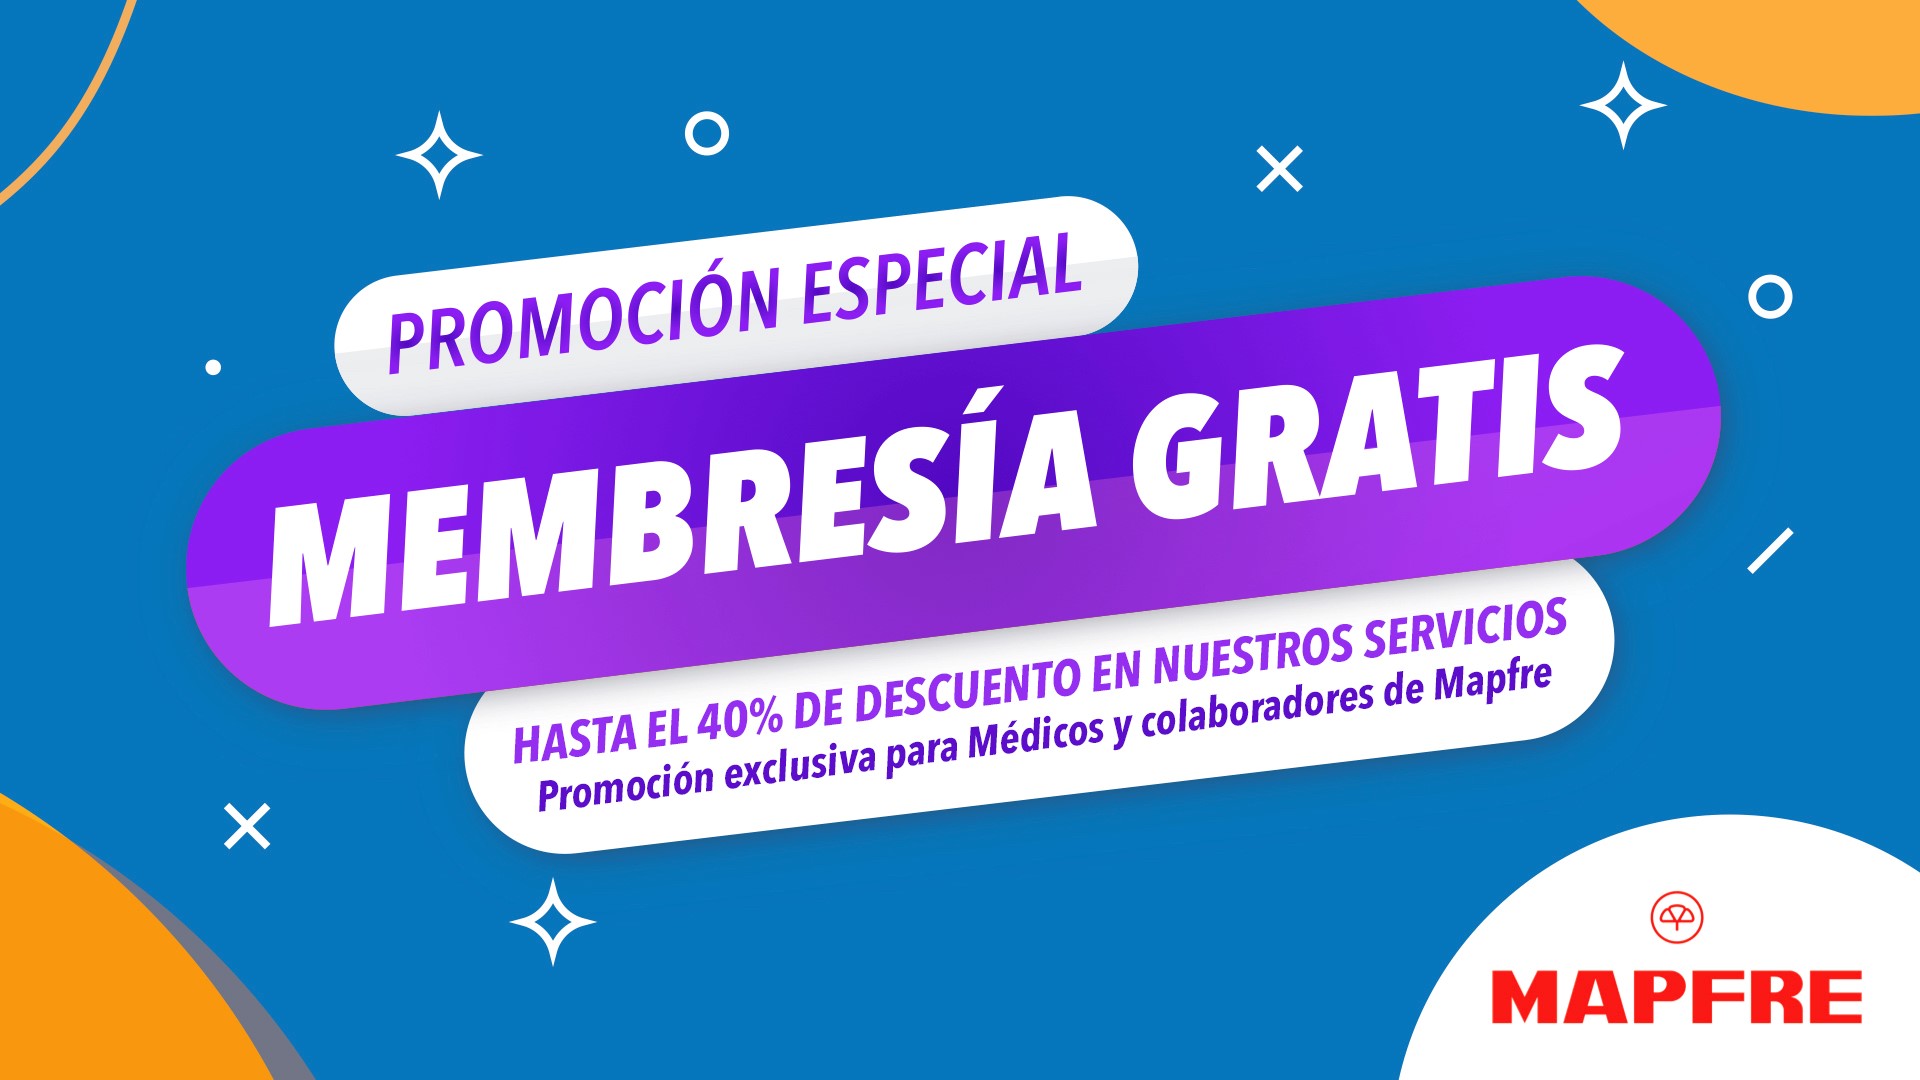 PROMOCIÓN ESPECIAL
MEMBRESÍA GRATIS
HASTA EL 40% DE DESCUENTO EN NUESTROS SERVICIOS
Promoción exclusiva para Médicos y colaboradores de Mapfre
MAPFRE